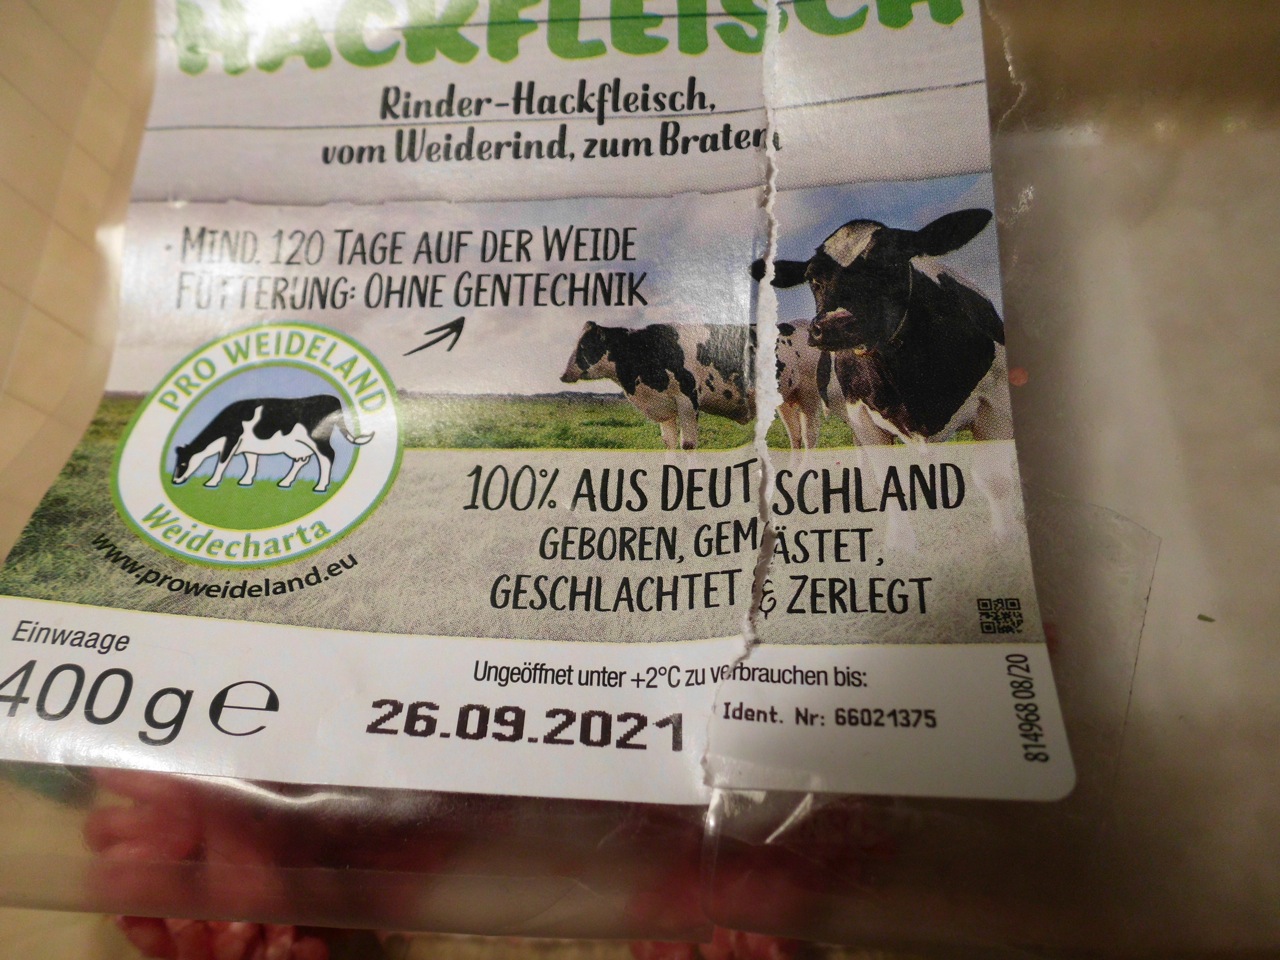 HACKFLEISCH
Rinder-Hackfleisch,
vom Weiderind, zum Braten
· MIND. 120 TAGE AUF DER WEIDE
FÜTTERUNG: OHNE GENTECHNIK
PRO WEIDELAND
Weidecharta
www.proweideland.eu
100% AUS DEUTSCHLAND
GEBOREN, GEMÄSTET,
GESCHLACHTET & ZERLEGT
Einwaage
400 g e
Ungeöffnet unter +2°C zu verbrauchen bis:
26.09.2021
Ident. Nr: 66021375
814968 08/20